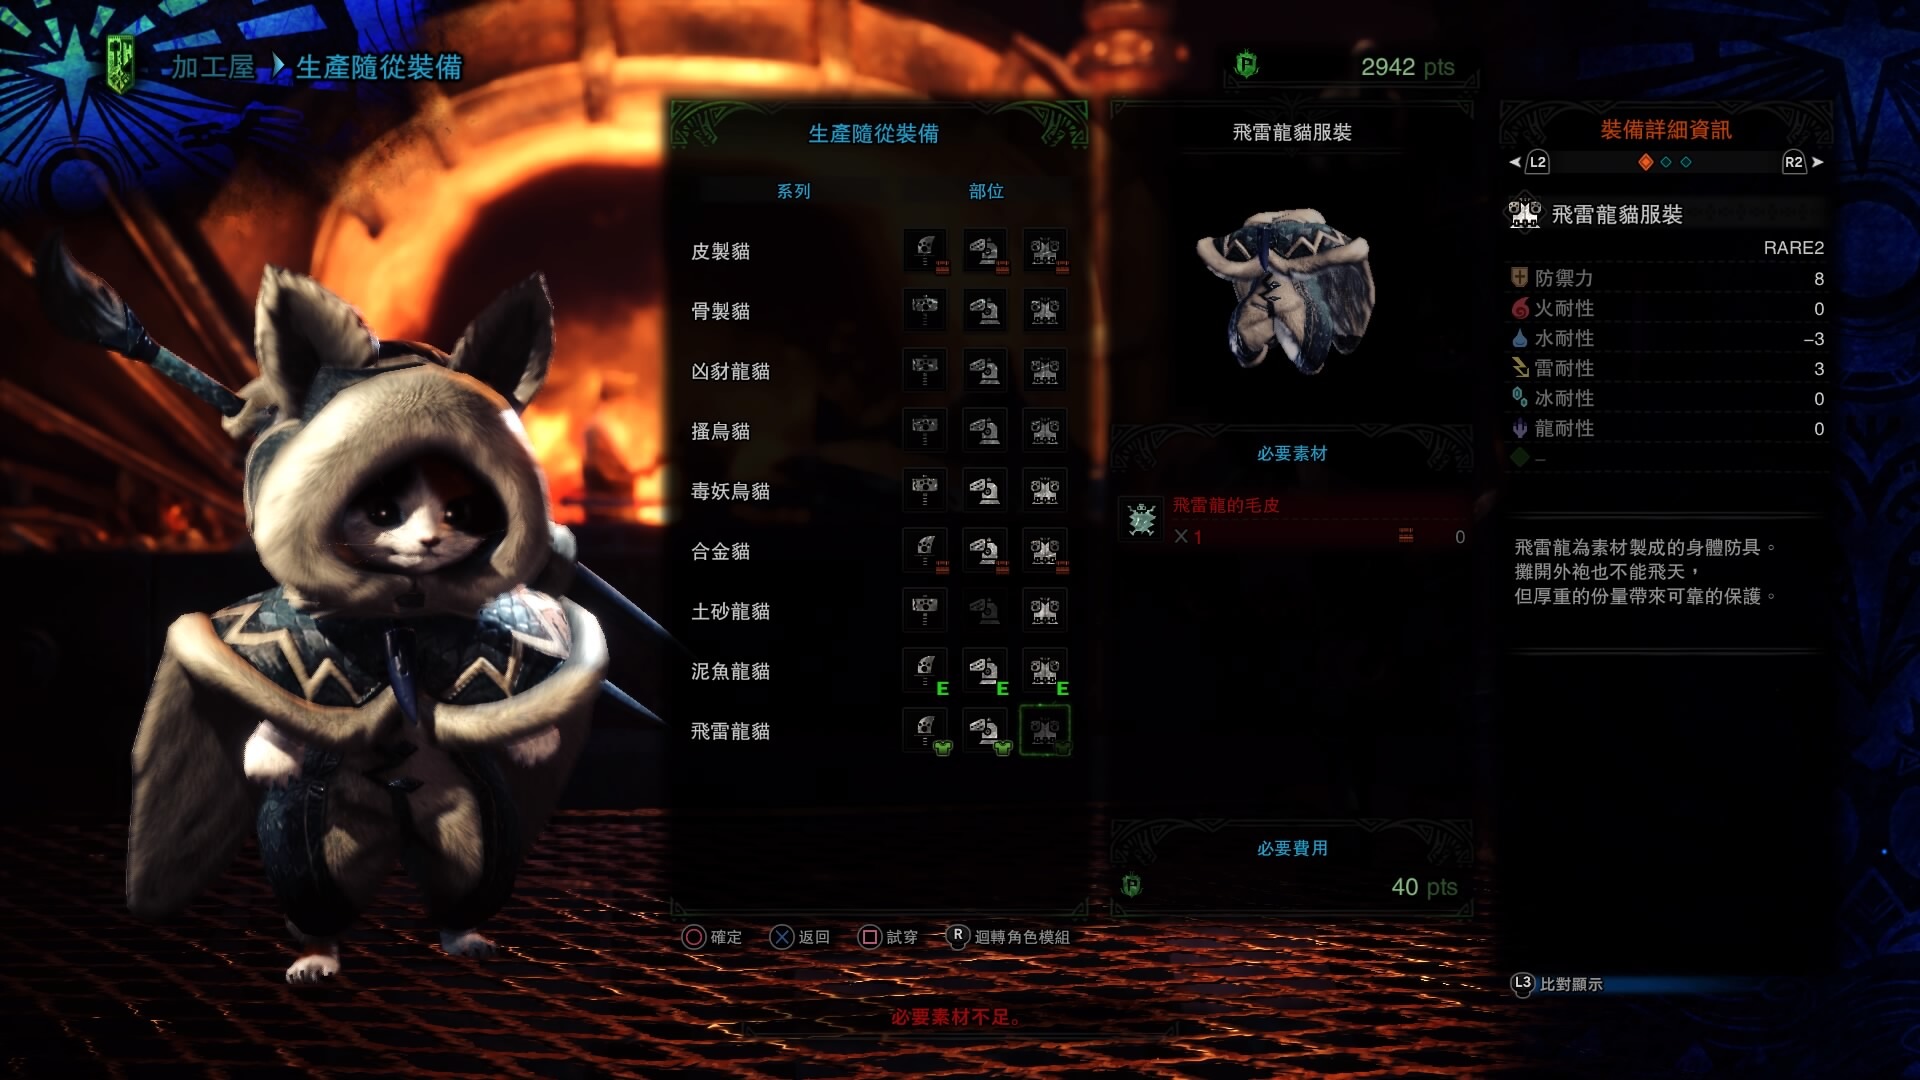 加工屋 生產隨從裝備
2942 pts
生產隨從裝備
系列 部位
皮製貓
骨製貓
凶豺龍貓
搔鳥貓
毒妖鳥貓
合金貓
土砂龍貓
泥魚龍貓
E E E
飛雷龍貓
確定 返回 試穿 R 迴轉角色模組
必要素材不足。
飛雷龍貓服裝
必要素材
飛雷龍的毛皮
×1 0
必要費用
40 pts
裝備詳細資訊
L2 R2
飛雷龍貓服裝
RARE2
防禦力 8
火耐性 0
水耐性 −3
雷耐性 3
冰耐性 0
龍耐性 0
–
飛雷龍為素材製成的身體防具。
攤開外袍也不能飛天，
但厚重的份量帶來可靠的保護。
L3 比對顯示